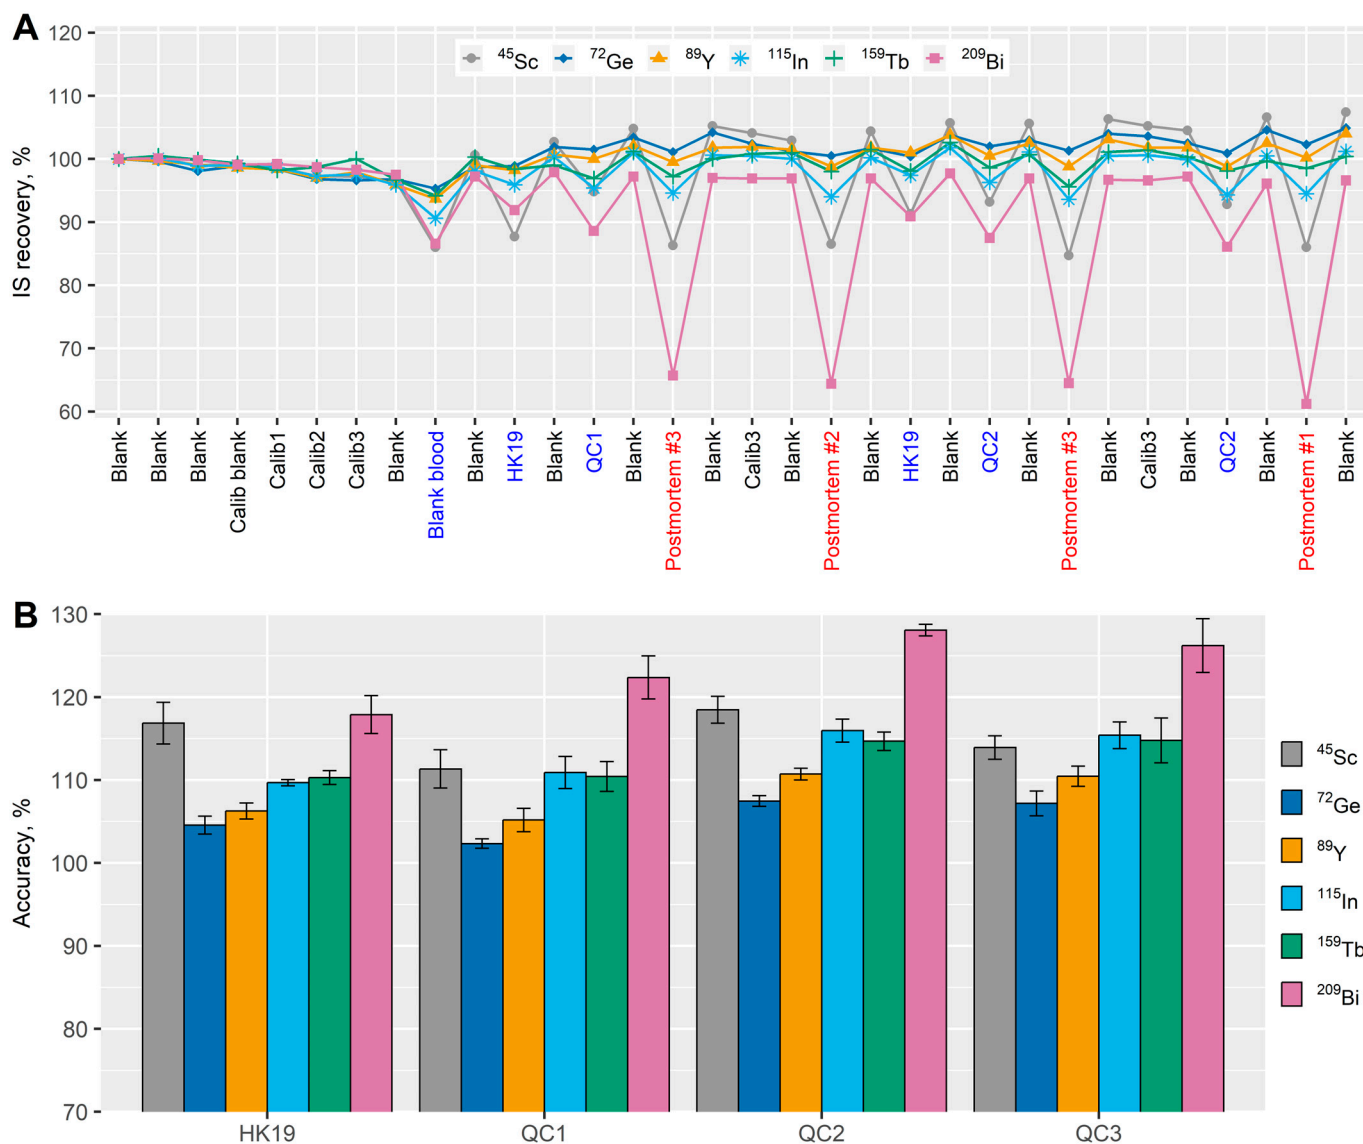 A
120
110
100
90
80
70
60
IS recovery, %
⁴⁵Sc ⁷²Ge ⁸⁹Y ¹¹⁵In ¹⁵⁹Tb ²⁰⁹Bi
Blank
Blank
Blank
Calib blank
Calib1
Calib2
Calib3
Blank
Blank blood
Blank
HK19
Blank
QC1
Blank
Postmortem #3
Blank
Calib3
Blank
Postmortem #2
Blank
HK19
Blank
QC2
Blank
Postmortem #3
Blank
Calib3
Blank
QC2
Blank
Postmortem #1
Blank
B
130
120
110
100
90
80
70
Accuracy, %
HK19 QC1 QC2 QC3
⁴⁵Sc
⁷²Ge
⁸⁹Y
¹¹⁵In
¹⁵⁹Tb
²⁰⁹Bi